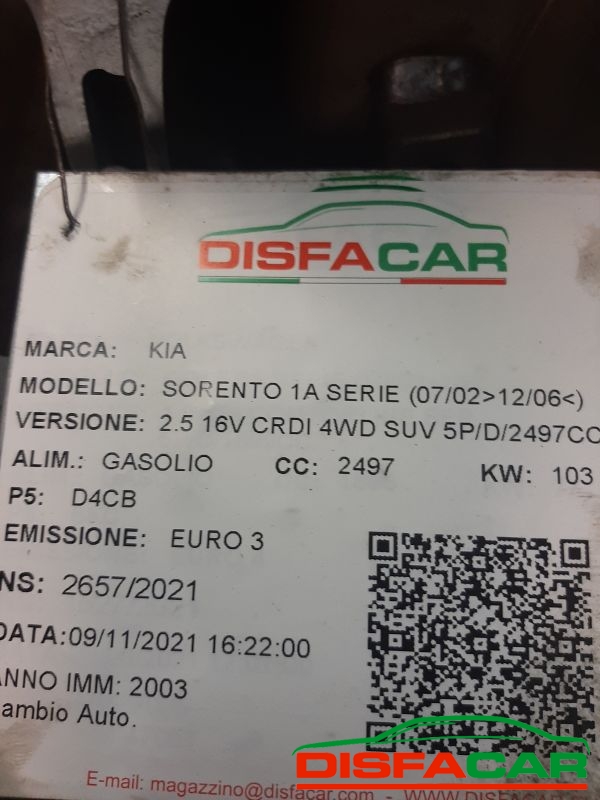 DISFACAR
MARCA: KIA
MODELLO: SORENTO 1A SERIE (07/02>12/06<)
VERSIONE: 2.5 16V CRDI 4WD SUV 5P/D/2497CC
ALIM.: GASOLIO CC: 2497 KW: 103
P5: D4CB
EMISSIONE: EURO 3
NS: 2657/2021
DATA:09/11/2021 16:22:00
ANNO IMM: 2003
ambio Auto.
DISFACAR
E-mail: magazzino@disfacar.com - WWW.DISF